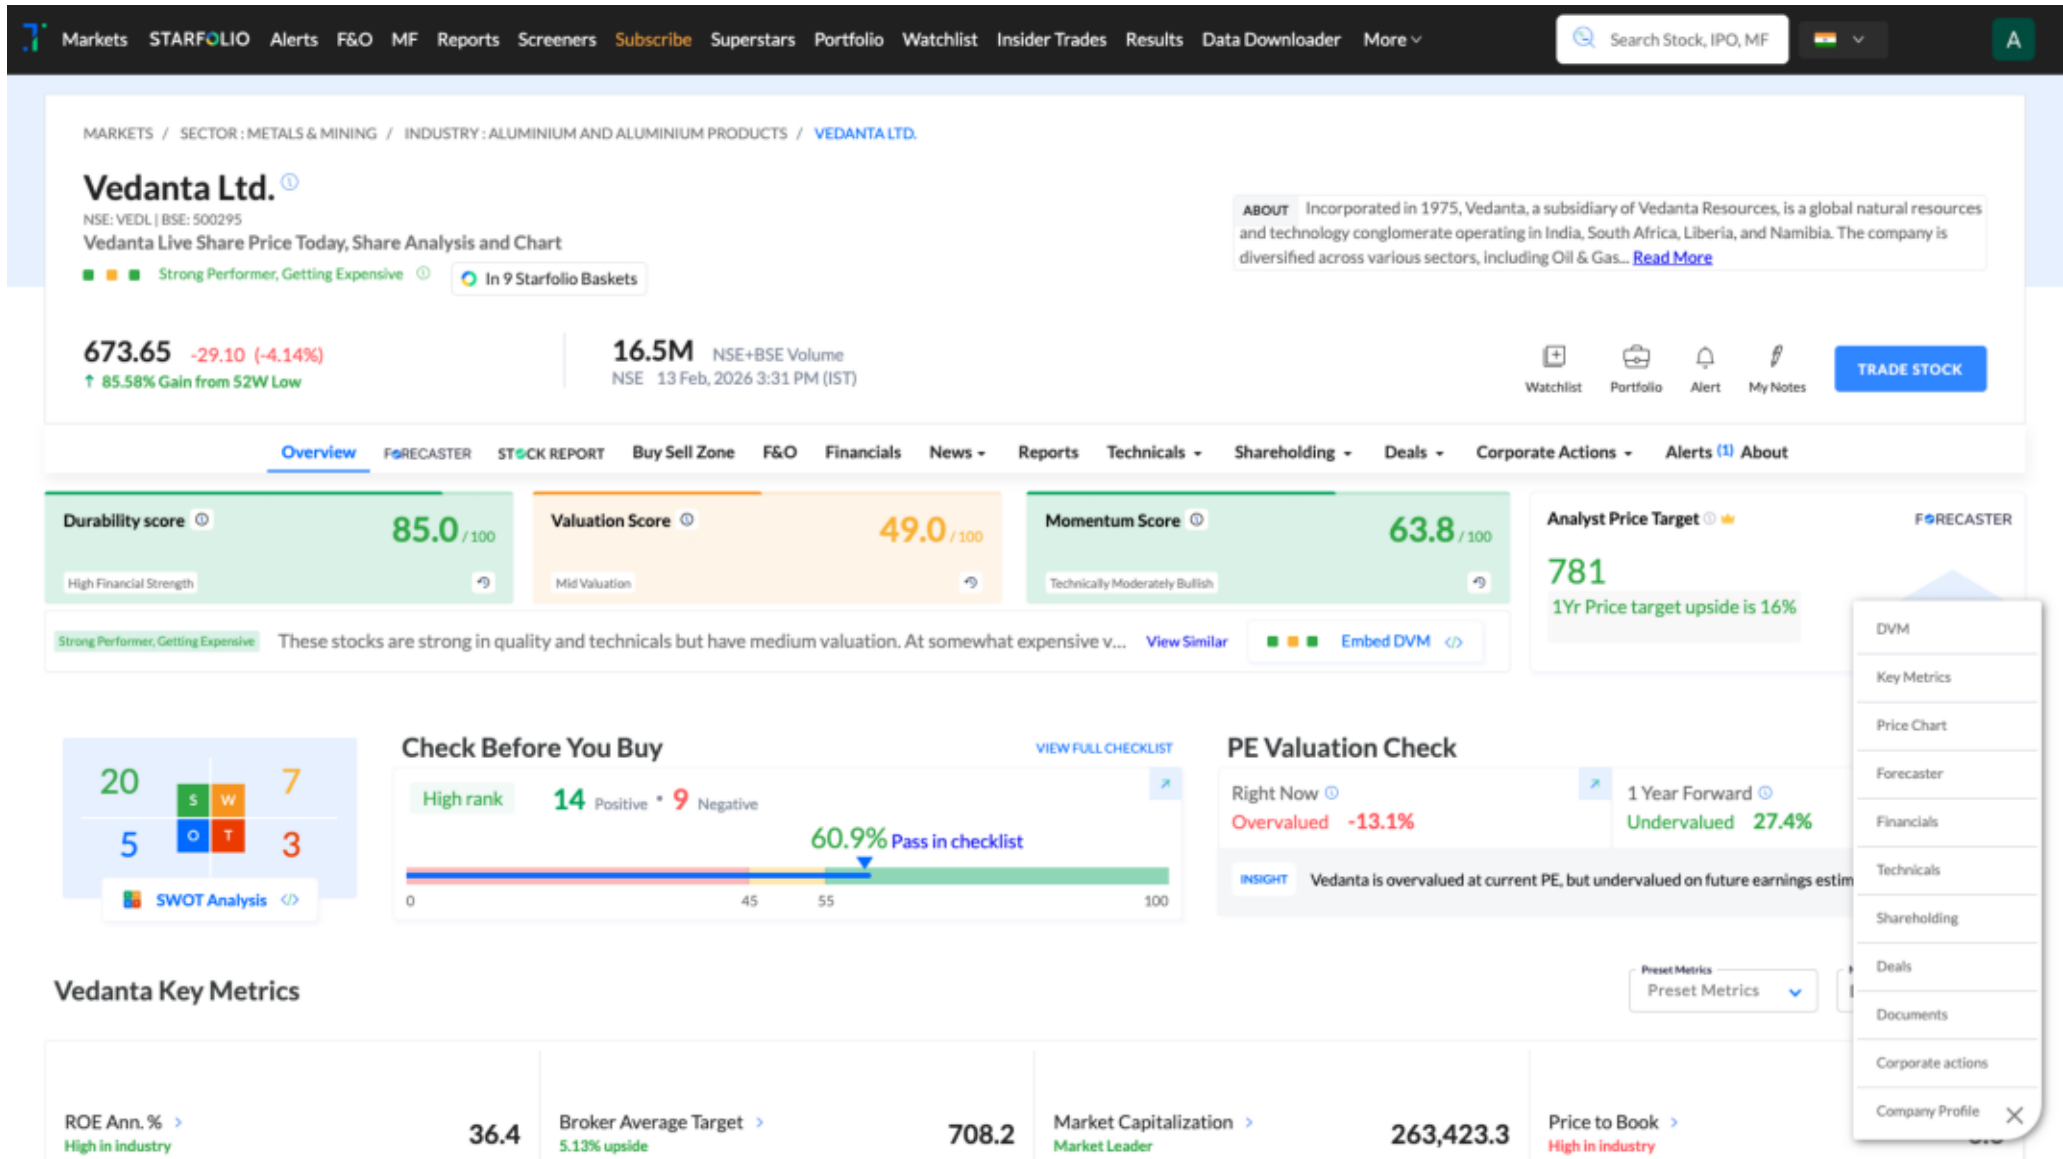 Markets STARFOLIO Alerts F&O MF Reports Screeners Subscribe Superstars Portfolio Watchlist Insider Trades Results Data Downloader More Search Stock, IPO, MF A
MARKETS / SECTOR : METALS & MINING / INDUSTRY : ALUMINIUM AND ALUMINIUM PRODUCTS / VEDANTA LTD.
Vedanta Ltd.
NSE: VEDL | BSE: 500295
Vedanta Live Share Price Today, Share Analysis and Chart
Strong Performer, Getting Expensive In 9 Starfolio Baskets
ABOUT Incorporated in 1975, Vedanta, a subsidiary of Vedanta Resources, is a global natural resources
and technology conglomerate operating in India, South Africa, Liberia, and Namibia. The company is
diversified across various sectors, including Oil & Gas... Read More
673.65 -29.10 (-4.14%)
↑ 85.58% Gain from 52W Low
16.5M NSE+BSE Volume
NSE 13 Feb, 2026 3:31 PM (IST)
Watchlist Portfolio Alert My Notes TRADE STOCK
Overview FORECASTER STOCK REPORT Buy Sell Zone F&O Financials News Reports Technicals Shareholding Deals Corporate Actions Alerts (1) About
Durability score 85.0 / 100
High Financial Strength
Valuation Score 49.0 / 100
Mid Valuation
Momentum Score 63.8 / 100
Technically Moderately Bullish
Analyst Price Target FORECASTER
781
1Yr Price target upside is 16%
Strong Performer, Getting Expensive These stocks are strong in quality and technicals but have medium valuation. At somewhat expensive v... View Similar Embed DVM </>
20 7
S W
O T
5 3
SWOT Analysis </>
Check Before You Buy VIEW FULL CHECKLIST
High rank 14 Positive • 9 Negative
60.9% Pass in checklist
0 45 55 100
PE Valuation Check
Right Now
Overvalued -13.1%
1 Year Forward
Undervalued 27.4%
INSIGHT Vedanta is overvalued at current PE, but undervalued on future earnings estim
Vedanta Key Metrics
Preset Metrics
Preset Metrics
ROE Ann. % > 36.4
High in industry
Broker Average Target > 708.2
5.13% upside
Market Capitalization > 263,423.3
Market Leader
Price to Book >
High in industry
DVM
Key Metrics
Price Chart
Forecaster
Financials
Technicals
Shareholding
Deals
Documents
Corporate actions
Company Profile